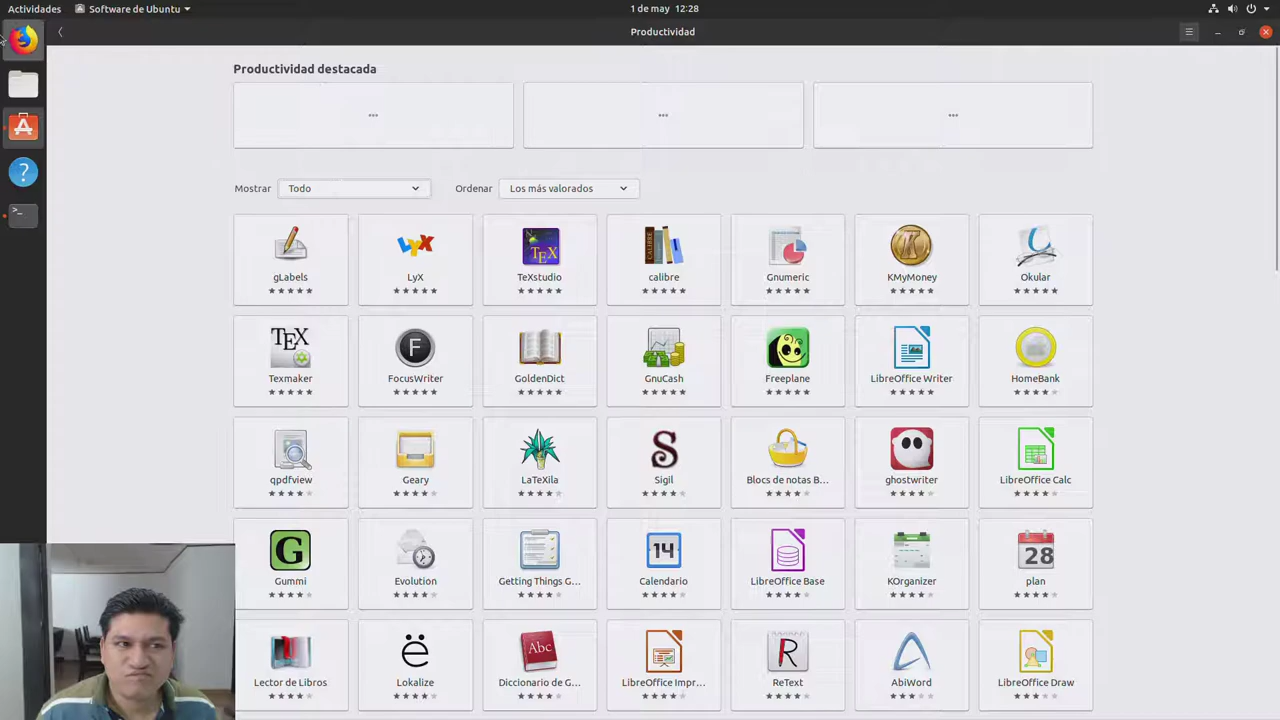 Actividades
Software de Ubuntu
1 de may 12:28
Productividad
Productividad destacada
Mostrar
Todo
Ordenar
Los más valorados
gLabels
LyX
TeXstudio
calibre
Gnumeric
KMyMoney
Okular
Texmaker
FocusWriter
GoldenDict
GnuCash
Freeplane
LibreOffice Writer
HomeBank
qpdfview
Geary
LaTeXila
Sigil
Blocs de notas B...
ghostwriter
LibreOffice Calc
Gummi
Evolution
Getting Things G...
Calendario
LibreOffice Base
KOrganizer
plan
Lector de Libros
Lokalize
Diccionario de G...
LibreOffice Impr...
ReText
AbiWord
LibreOffice Draw